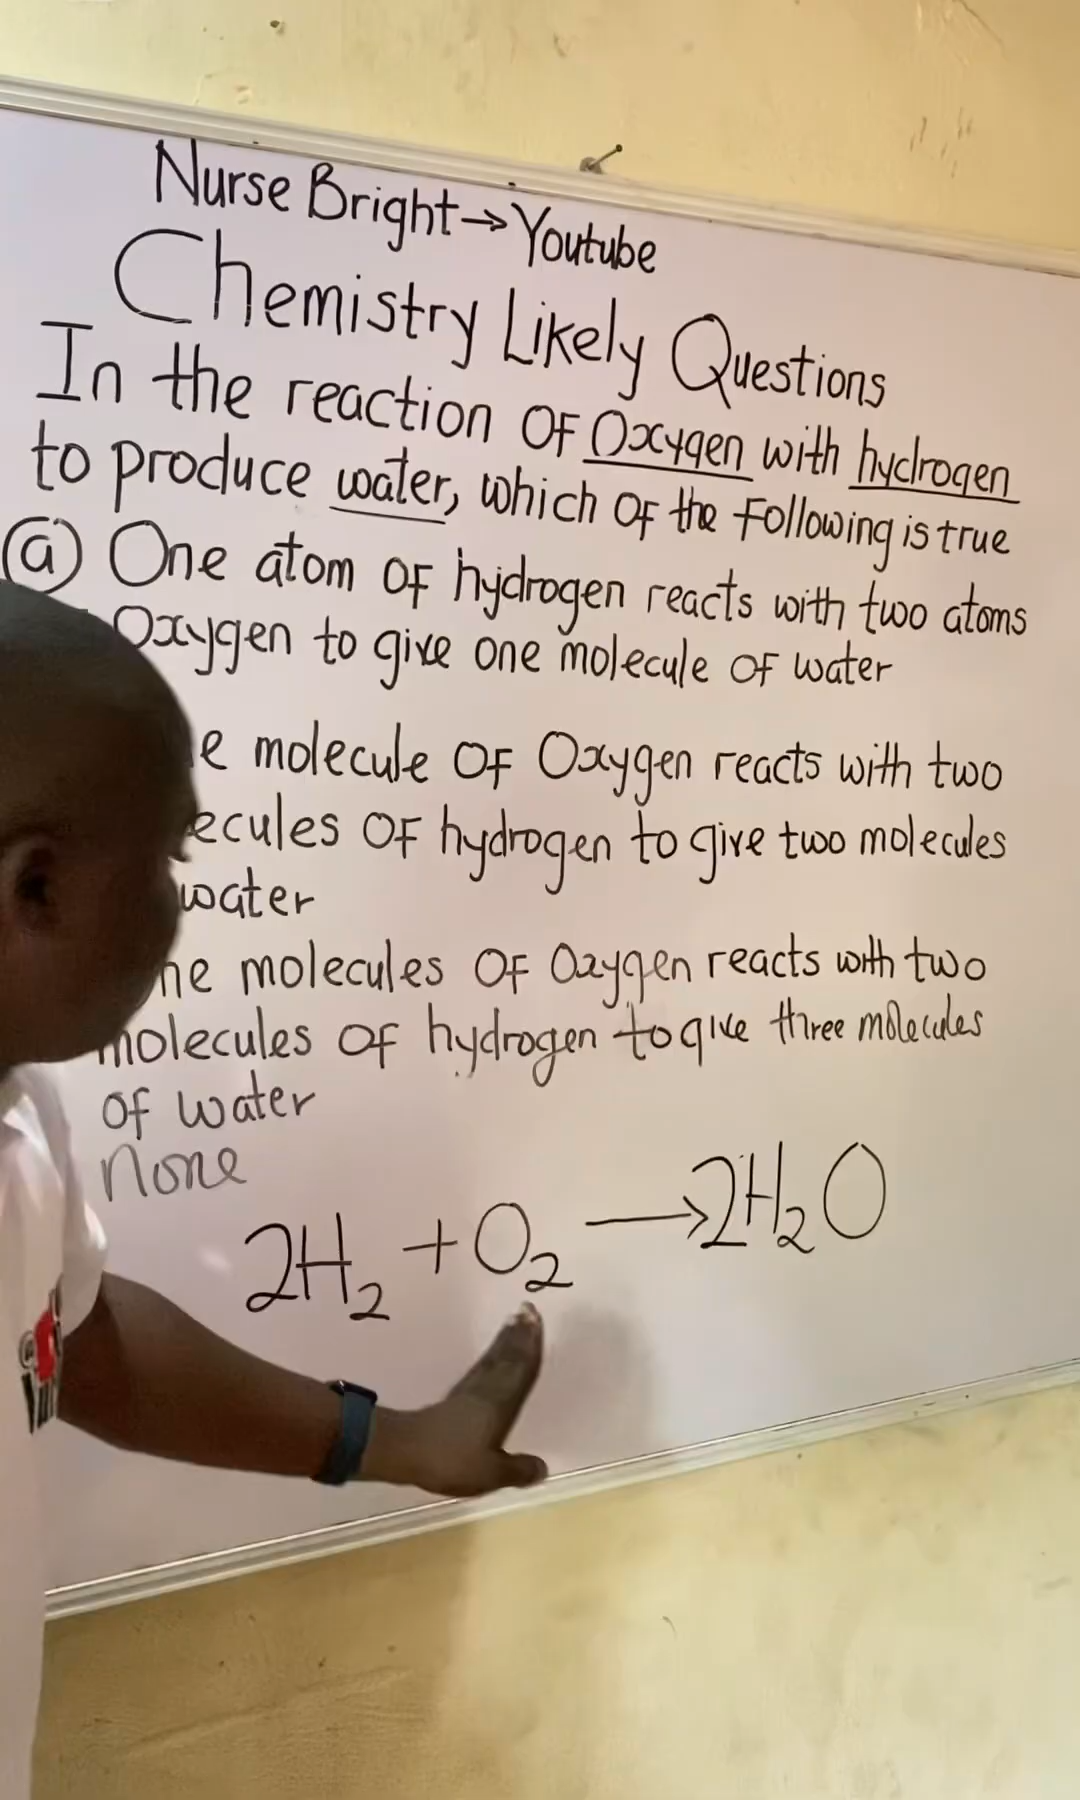 Nurse Bright→Youtube
Chemistry Likely Questions
In the reaction OF Oxygen with hydrogen
to produce water, which OF the Following is true
(a) One atom OF hydrogen reacts with two atoms
Oxygen to give one molecule OF water
e molecule OF Oxygen reacts with two
ecules OF hydrogen to give two molecules
water
ne molecules OF Oxygen reacts with two
molecules OF hydrogen to give three molecules
OF water
none
2H₂ + O₂ → 2H₂O